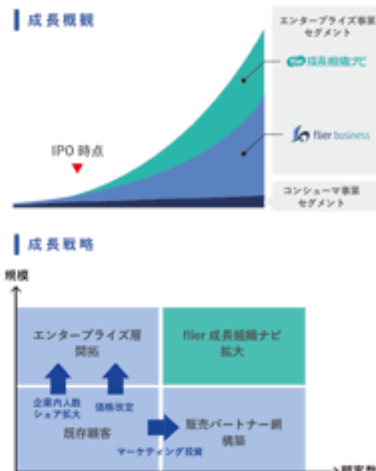 成長概観
エンタープライズ事業
セグメント
flier 成長組織ナビ
IPO 時点
flier business
コンシューマ事業
セグメント
成長戦略
規模
エンタープライズ層
開拓
flier 成長組織ナビ
拡大
企業内人数
シェア拡大
価格改定
既存顧客
販売パートナー網
構築
マーケティング投資
顧客数